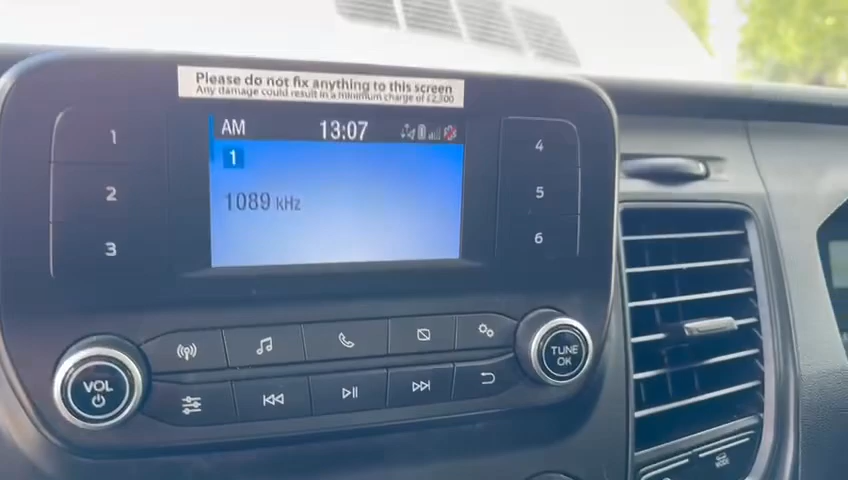 Please do not fix anything to this screen
Any damage could result in a minimum charge of £2,300
AM 13:07
1
1089 KHz
1
2
3
4
5
6
VOL
TUNE
OK
MODE